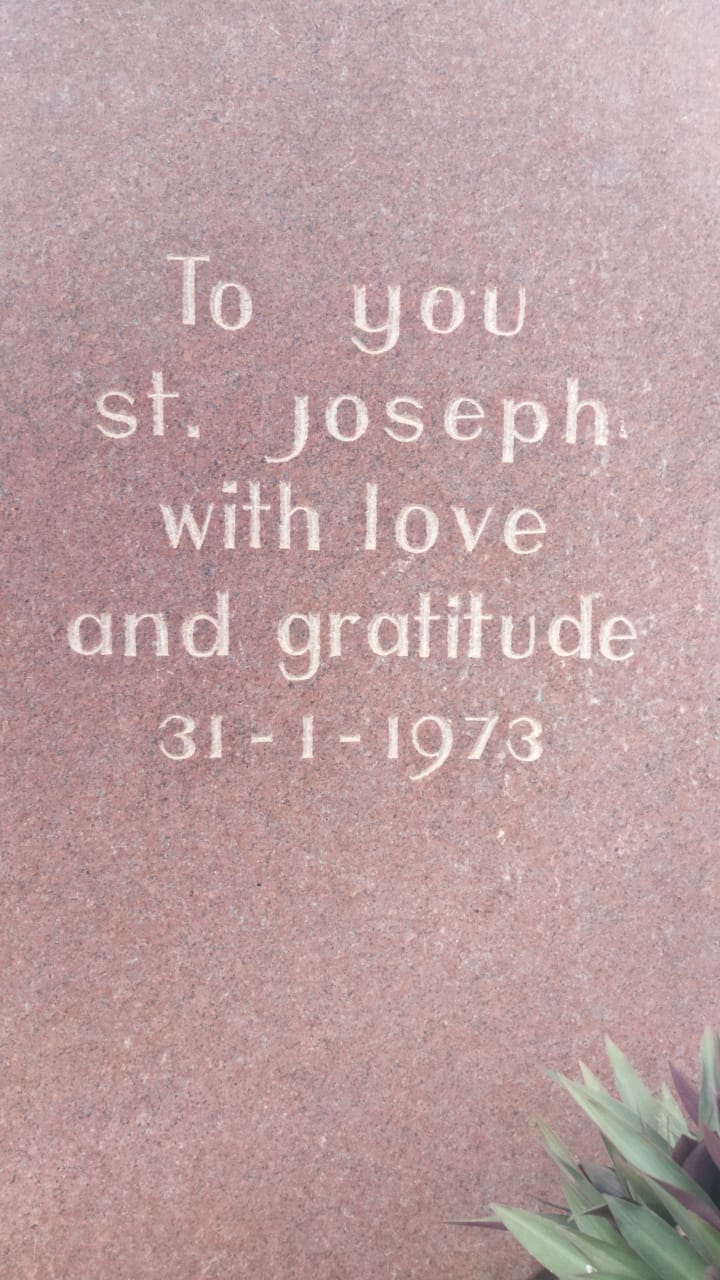 To you
st. Joseph
with love
and gratitude
31 - 1 - 1973